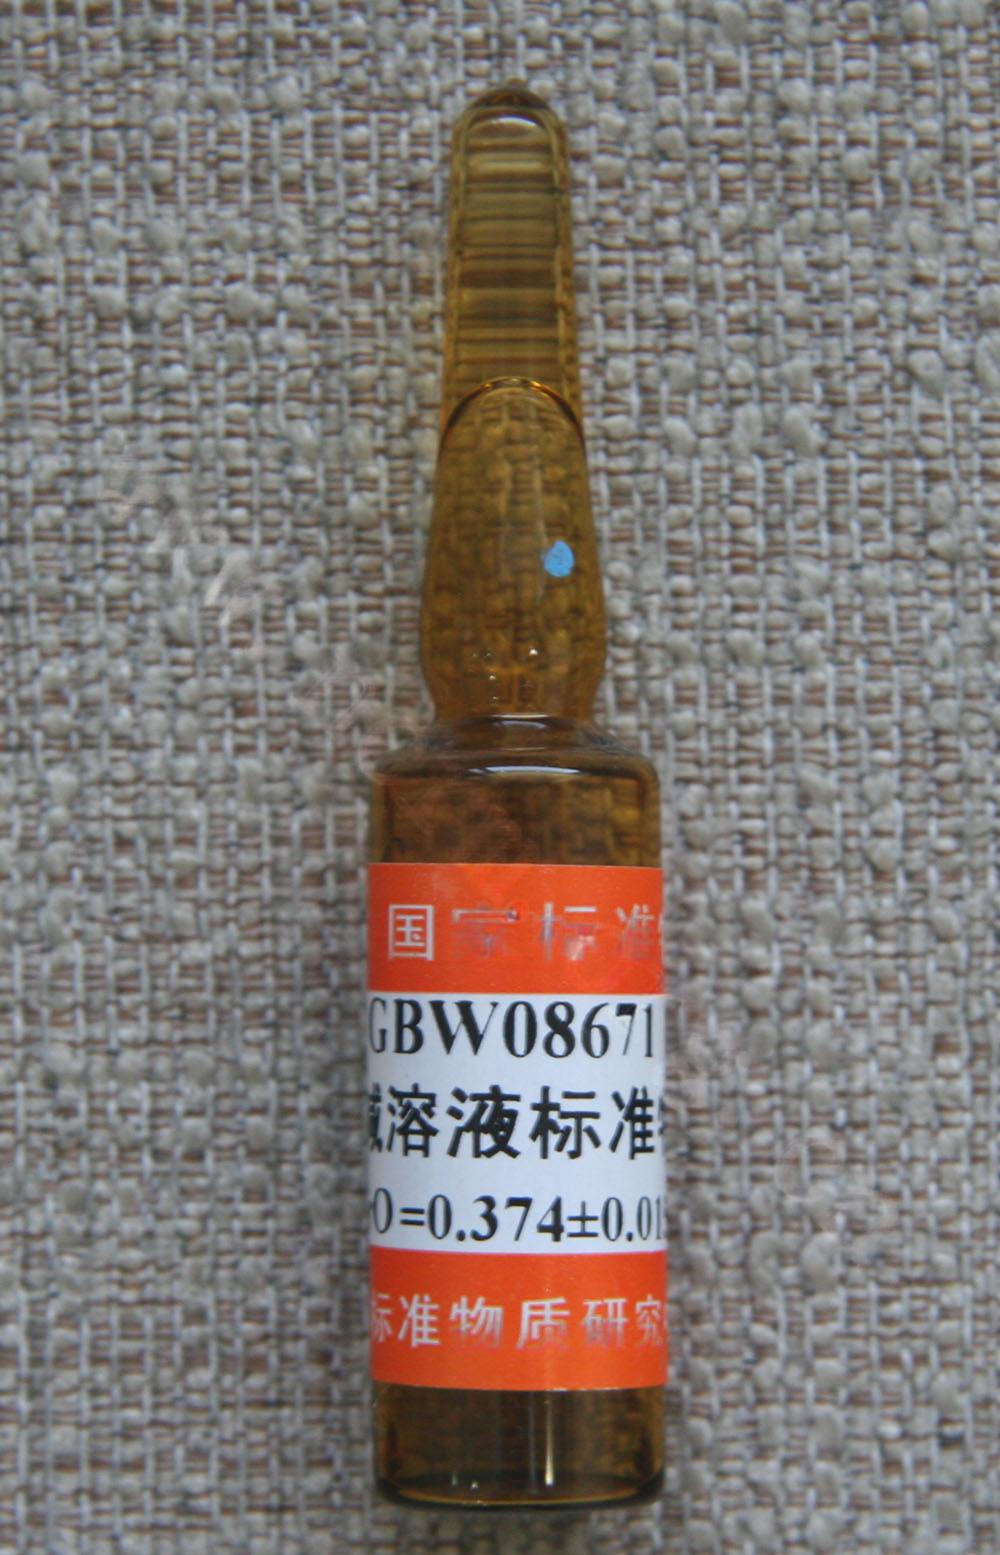 国家标准
GBW08671
溶液标准
O=0.374±0.01
标准物质研究